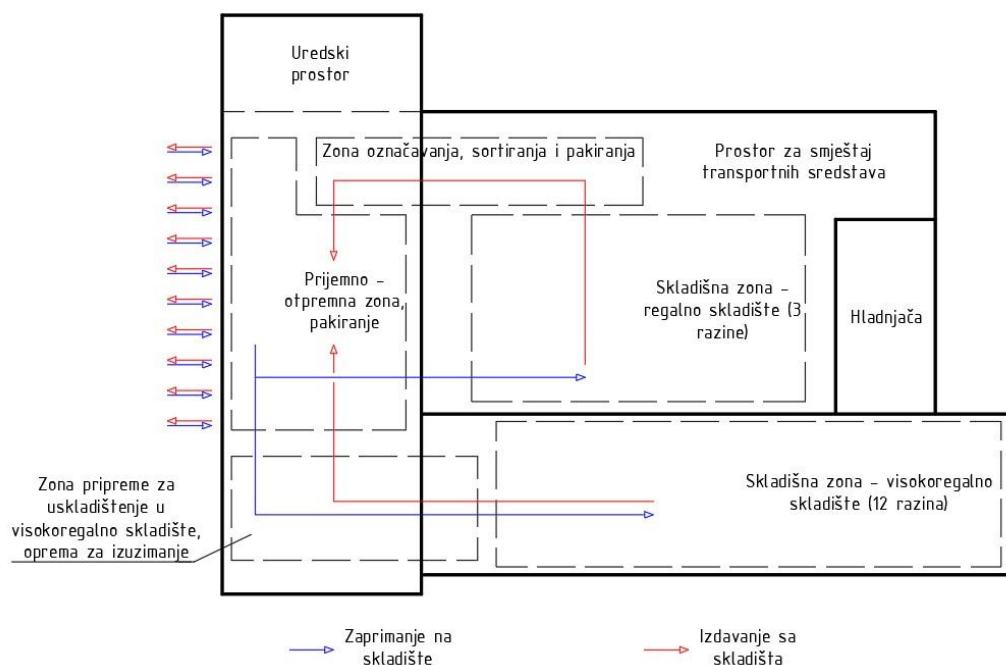 Uredski
prostor
Zona označavanja, sortiranja i pakiranja
Prostor za smještaj
transportnih sredstava
Prijemno –
otpremna zona,
pakiranje
Skladišna zona –
regalno skladište (3
razine)
Hladnjača
Zona pripreme za
uskladištenje u
visokoregalno skladište,
oprema za izuzimanje
Skladišna zona – visokoregalno
skladište (12 razina)
Zaprimanje na
skladište
Izdavanje sa
skladišta